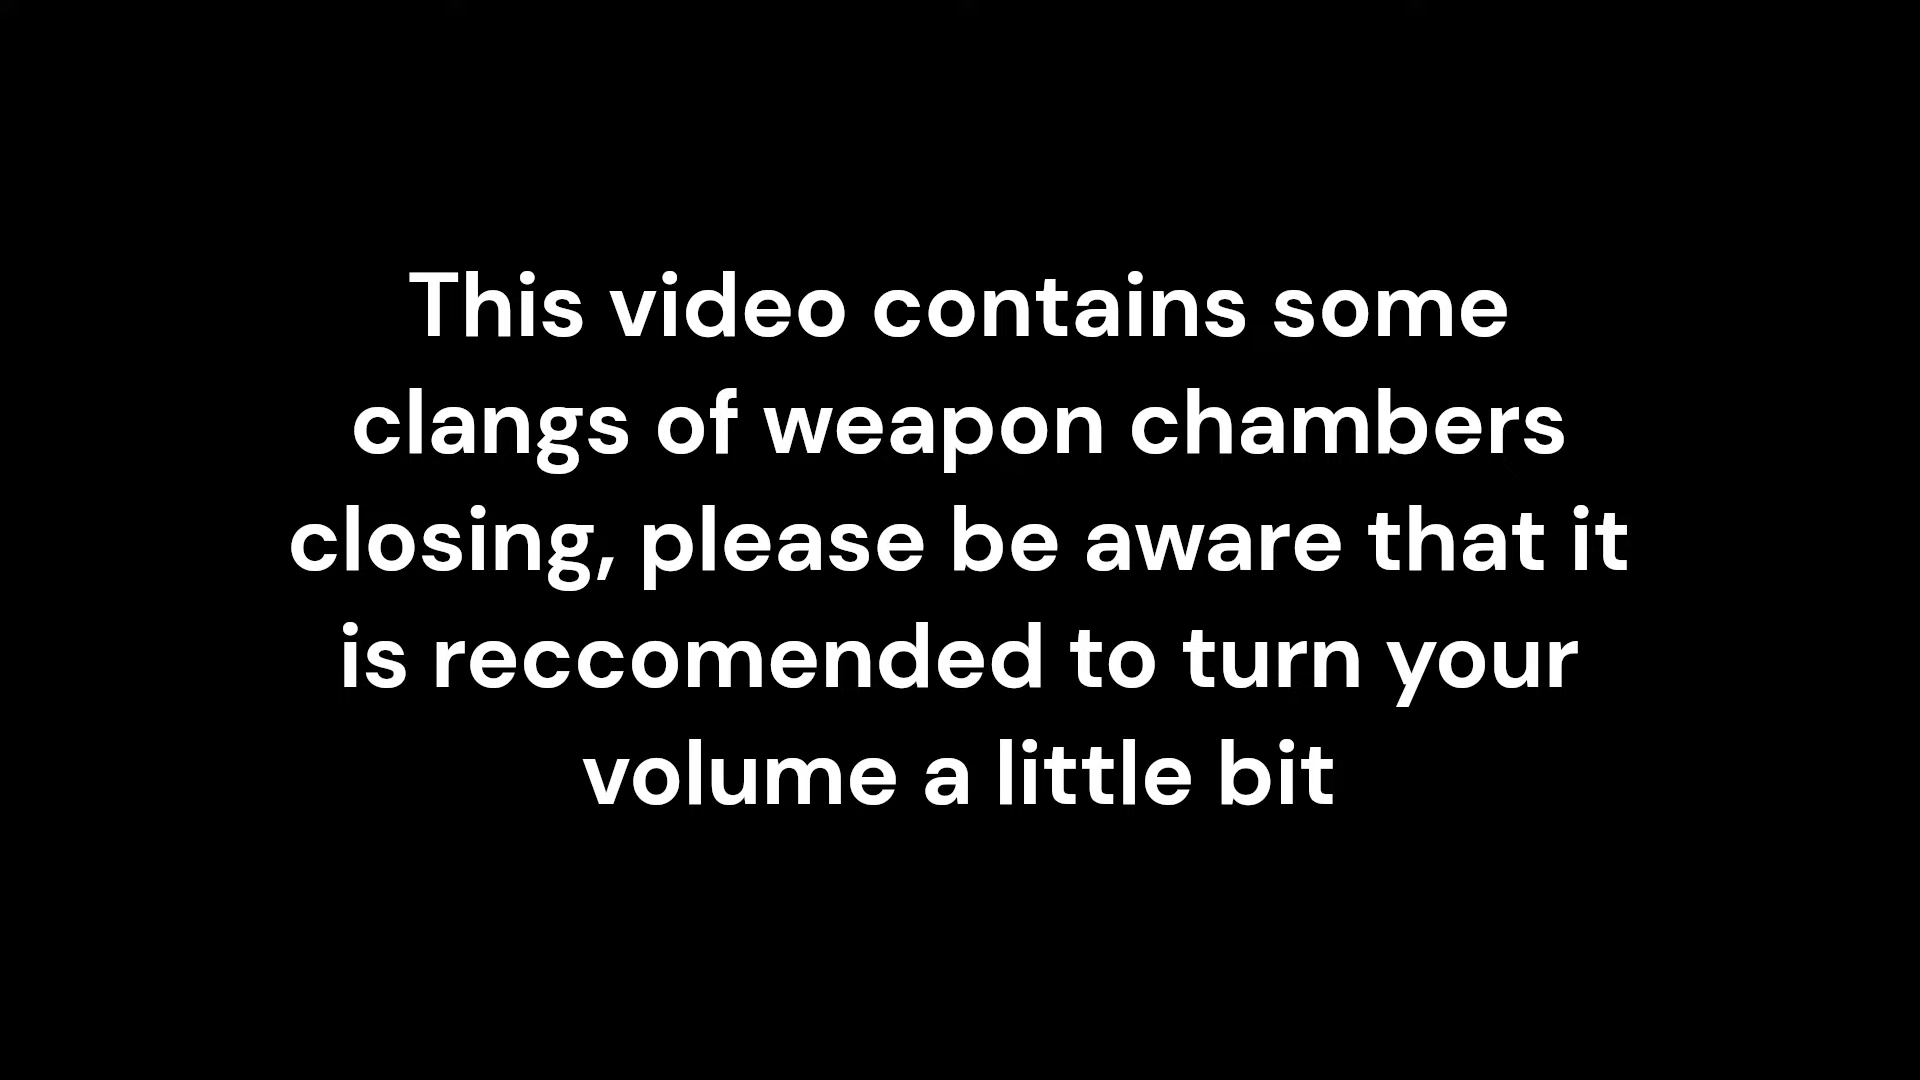 This video contains some
clangs of weapon chambers
closing, please be aware that it
is reccomended to turn your
volume a little bit